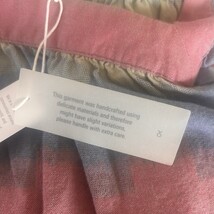 This garment was handcrafted using
delicate materials and therefore
might have slight variations.
please handle with extra care.